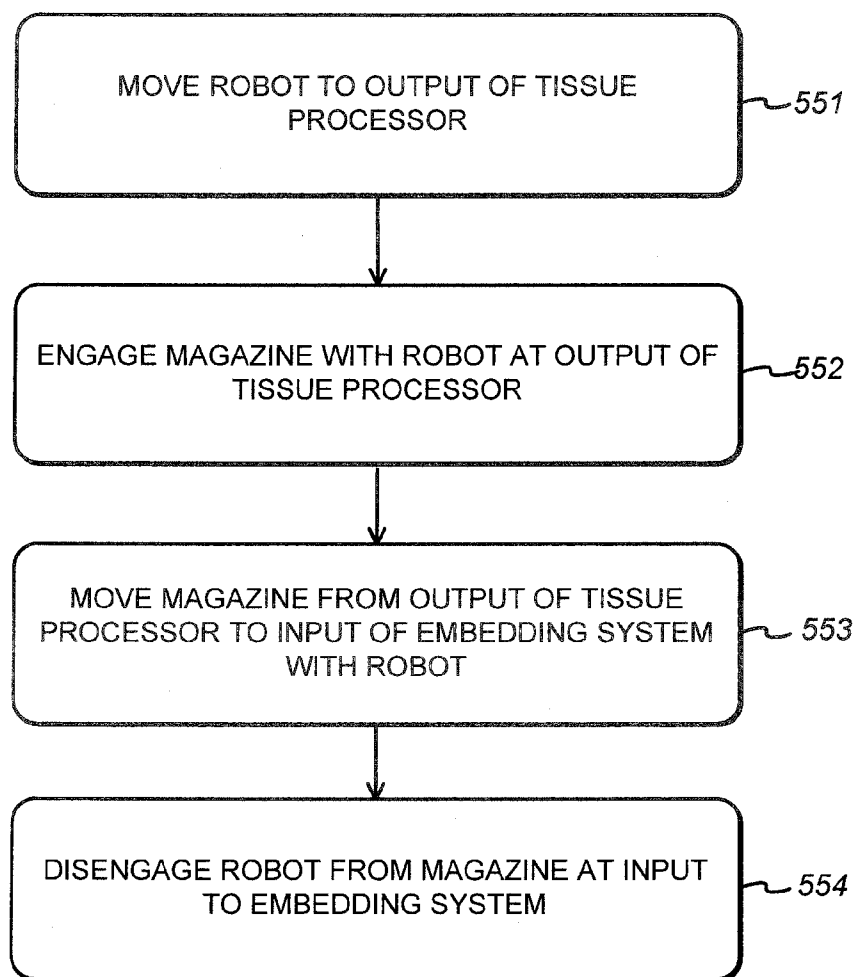 MOVE ROBOT TO OUTPUT OF TISSUE
PROCESSOR
551
ENGAGE MAGAZINE WITH ROBOT AT OUTPUT OF
TISSUE PROCESSOR
552
MOVE MAGAZINE FROM OUTPUT OF TISSUE
PROCESSOR TO INPUT OF EMBEDDING SYSTEM
WITH ROBOT
553
DISENGAGE ROBOT FROM MAGAZINE AT INPUT
TO EMBEDDING SYSTEM
554